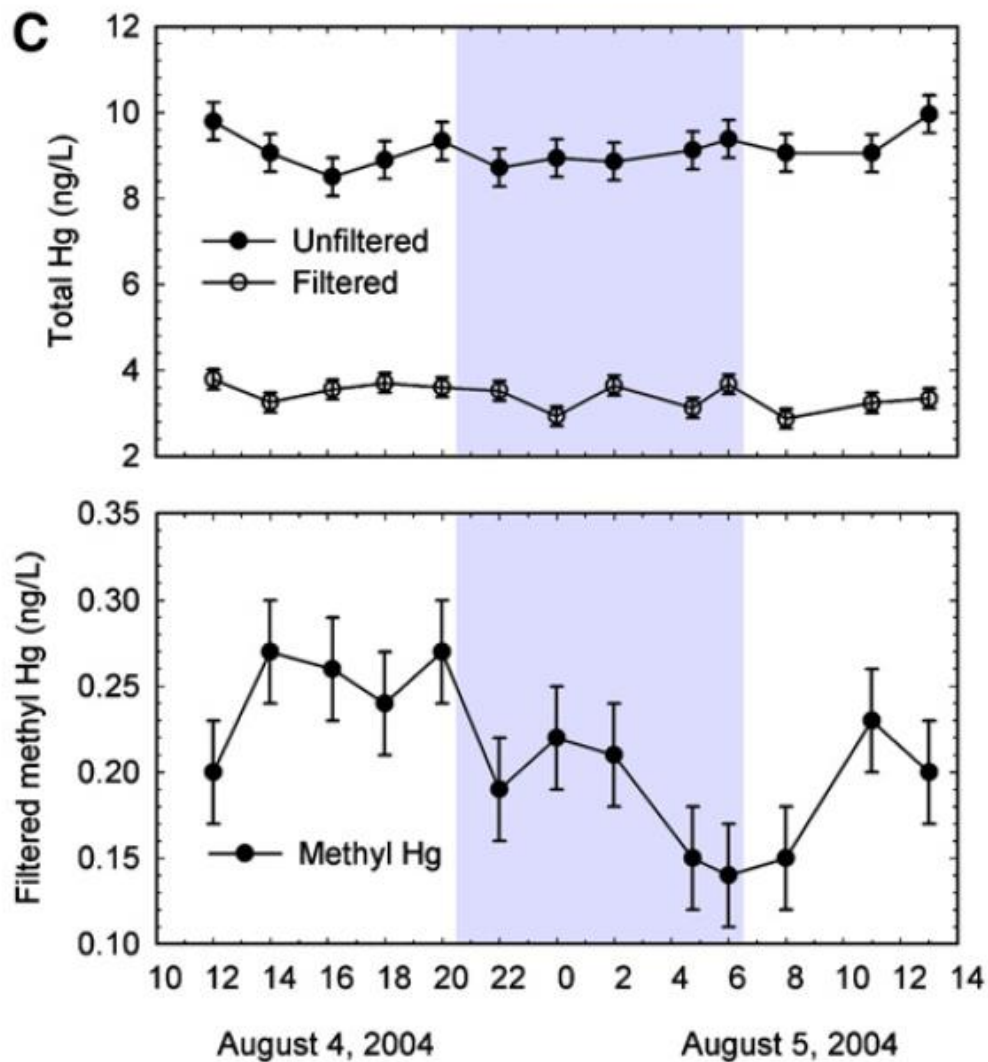 C
12
10
8
6
4
2
Total Hg (ng/L)
Unfiltered
Filtered
0.35
0.30
0.25
0.20
0.15
0.10
Filtered methyl Hg (ng/L)
Methyl Hg
10 12 14 16 18 20 22 0 2 4 6 8 10 12 14
August 4, 2004 August 5, 2004